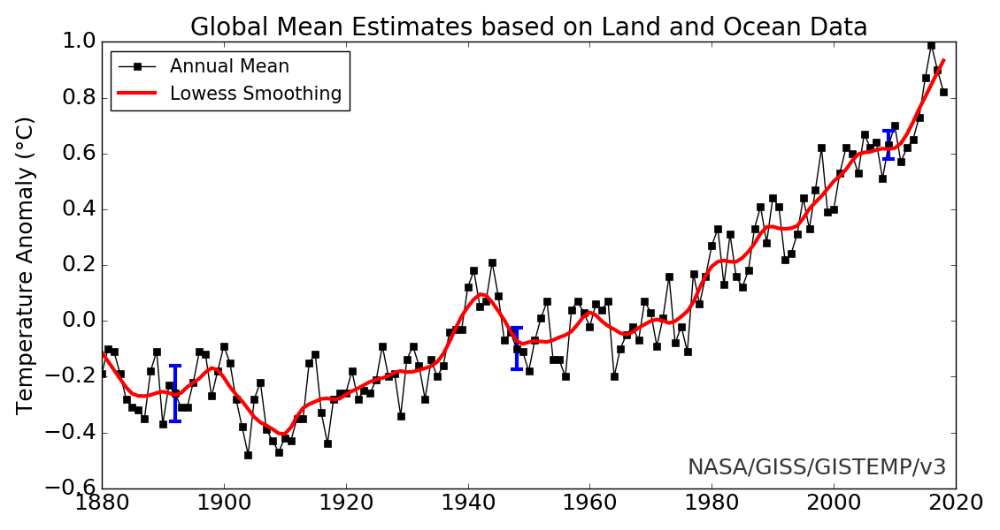 Global Mean Estimates based on Land and Ocean Data
Annual Mean
Lowess Smoothing
Temperature Anomaly (°C)
1.0
0.8
0.6
0.4
0.2
0.0
−0.2
−0.4
−0.6
NASA/GISS/GISTEMP/v3
1880 1900 1920 1940 1960 1980 2000 2020